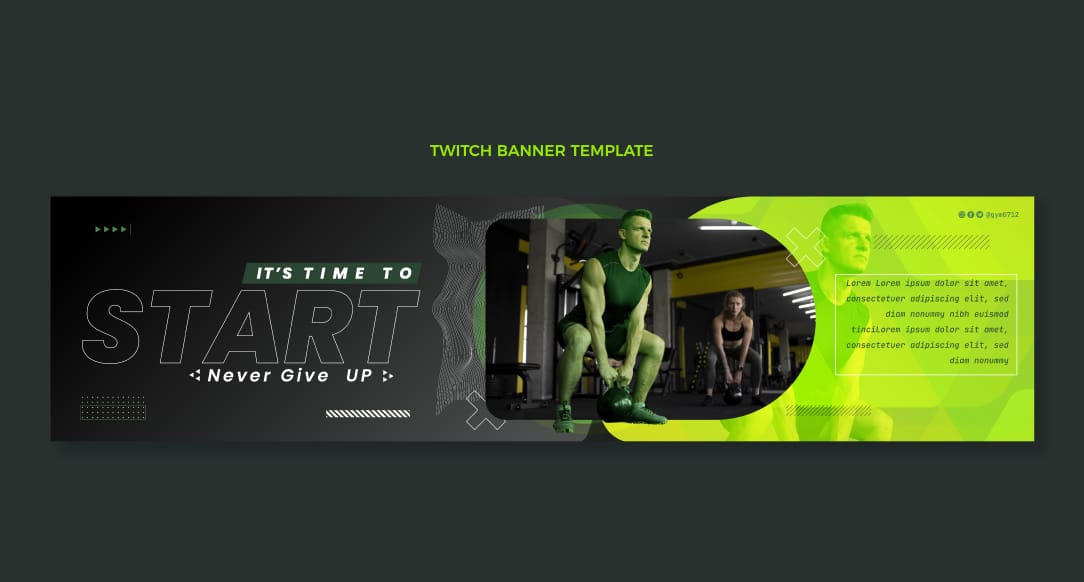 TWITCH BANNER TEMPLATE
IT'S TIME TO
START
Never Give UP
@gym6712
Lorem Lorem ipsum dolor sit amet,
consectetuer adipiscing elit, sed
diam nonummy nibh euismod
tinciLorem ipsum dolor sit amet,
consectetuer adipiscing elit, sed
diam nonummy